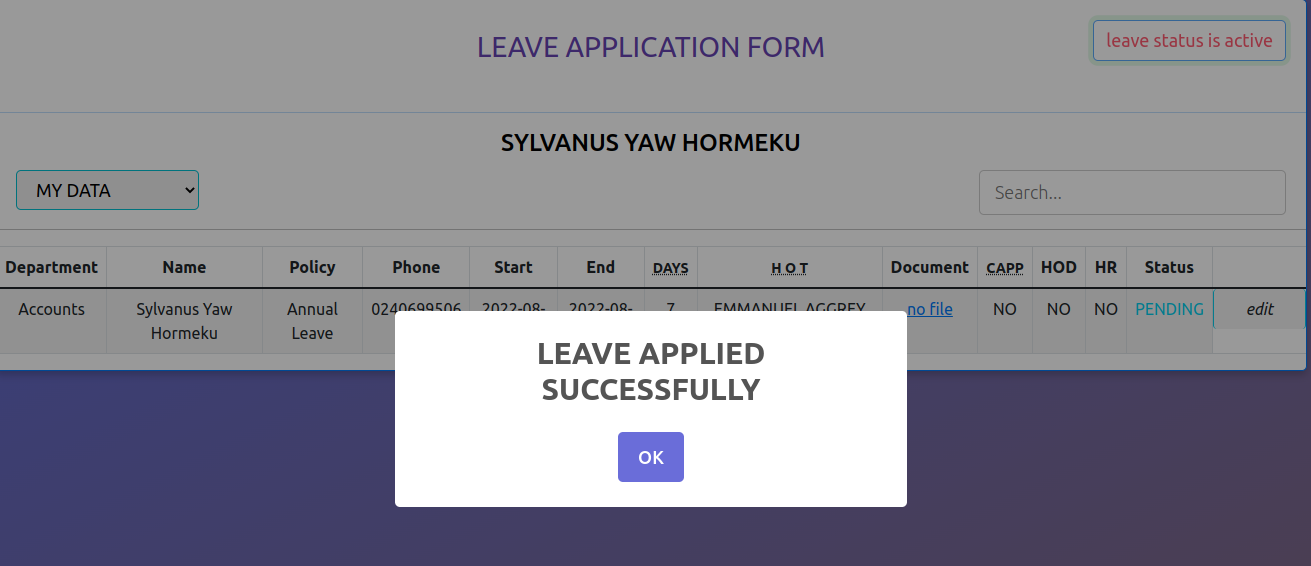 LEAVE APPLICATION FORM
leave status is active
SYLVANUS YAW HORMEKU
MY DATA
Search...
Department Name Policy Phone Start End DAYS H O T Document CAPP HOD HR Status
Accounts Sylvanus Yaw Annual 0240699506 2022-08- 2022-08- 7 EMMANUEL AGGREY no file NO NO NO PENDING edit
Hormeku Leave
LEAVE APPLIED
SUCCESSFULLY
OK